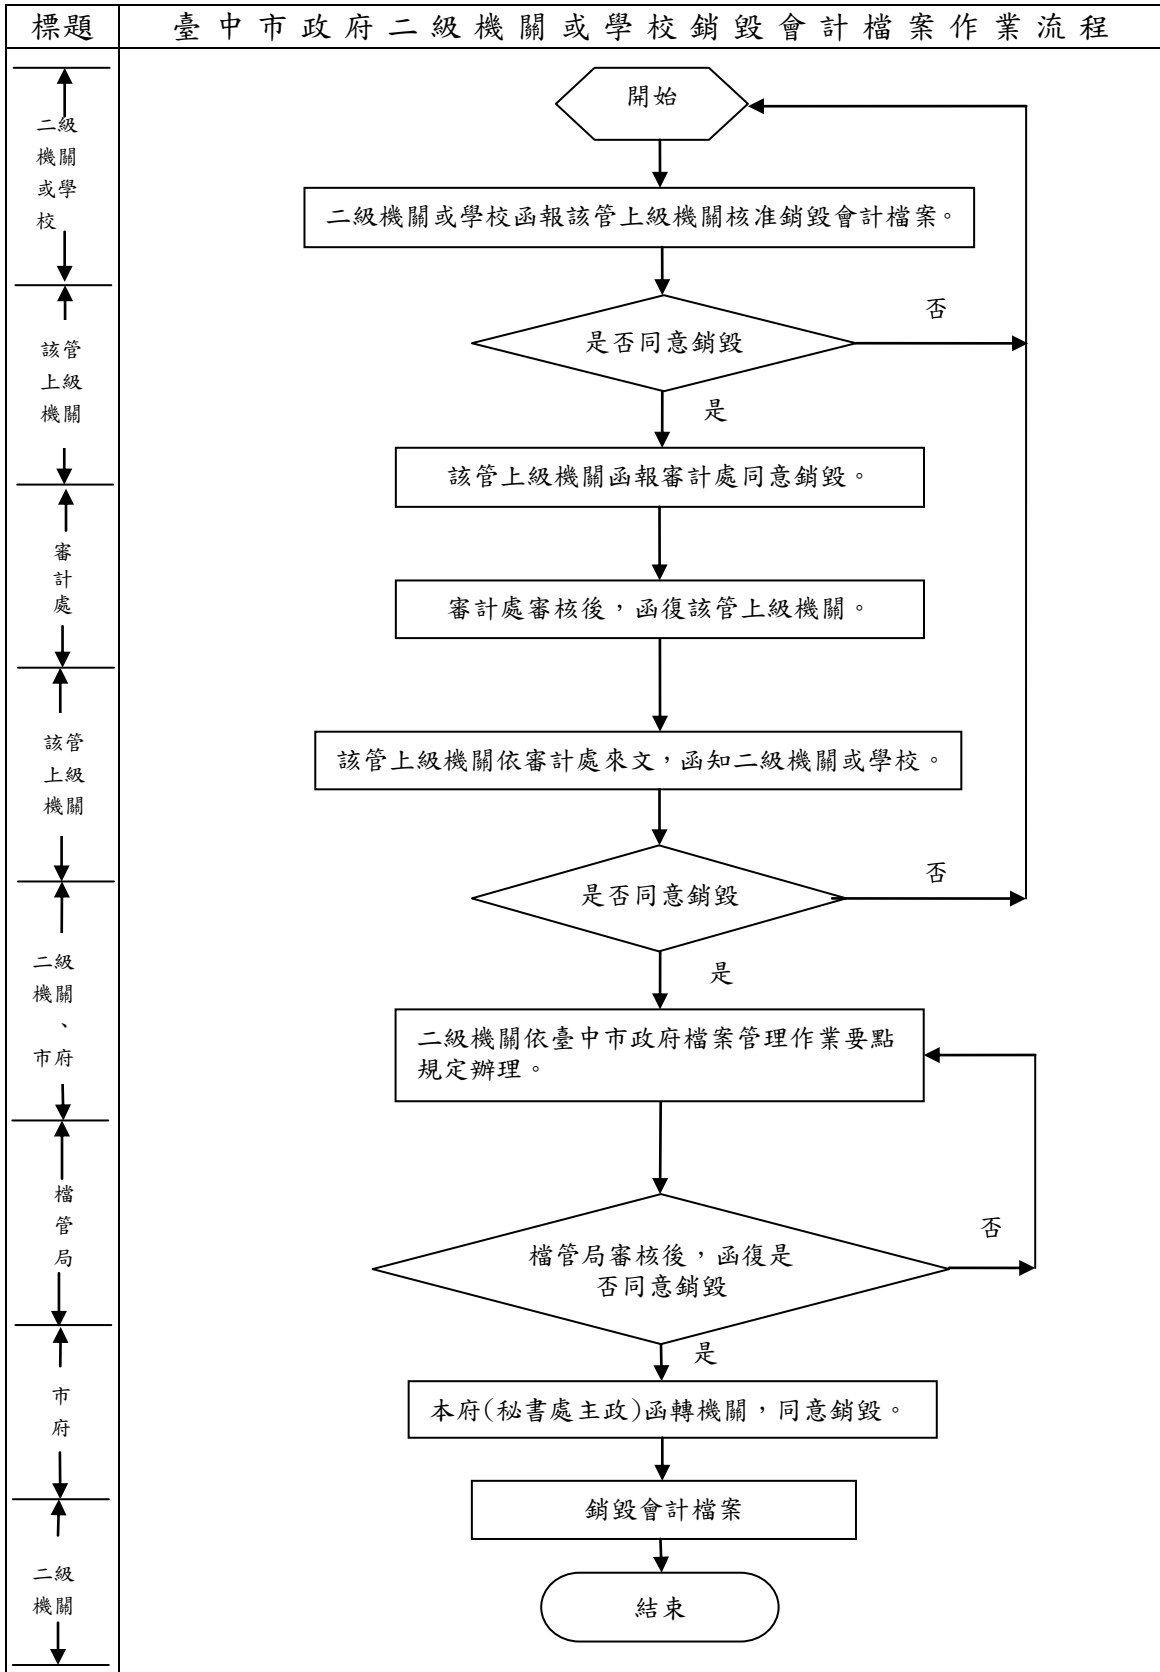 標題
臺中市政府二級機關或學校銷毀會計檔案作業流程
二級
機關
或學
校
開始
二級機關或學校函報該管上級機關核准銷毀會計檔案。
該管
上級
機關
是否同意銷毀
否
是
該管上級機關函報審計處同意銷毀。
審
計
處
審計處審核後，函復該管上級機關。
該管
上級
機關
該管上級機關依審計處來文，函知二級機關或學校。
是否同意銷毀
否
是
二級
機關
、
市府
二級機關依臺中市政府檔案管理作業要點
規定辦理。
檔
管
局
檔管局審核後，函復是
否同意銷毀
否
是
市
府
本府(秘書處主政)函轉機關，同意銷毀。
銷毀會計檔案
二級
機關
結束